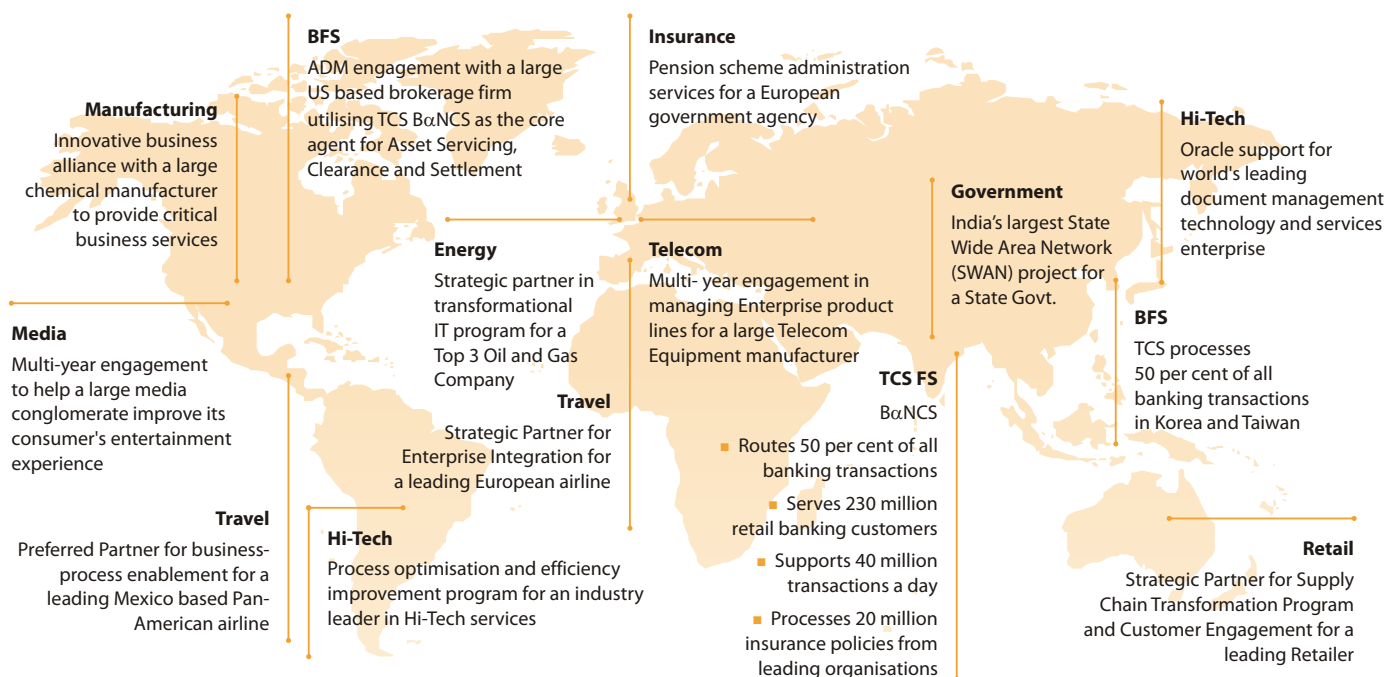 BFS
ADM engagement with a large
US based brokerage firm
utilising TCS BαNCS as the core
agent for Asset Servicing,
Clearance and Settlement
Insurance
Pension scheme administration
services for a European
government agency
Manufacturing
Innovative business
alliance with a large
chemical manufacturer
to provide critical
business services
Hi-Tech
Oracle support for
world's leading
document management
technology and services
enterprise
Government
India’s largest State
Wide Area Network
(SWAN) project for
a State Govt.
Energy
Strategic partner in
transformational
IT program for a
Top 3 Oil and Gas
Company
Telecom
Multi- year engagement in
managing Enterprise product
lines for a large Telecom
Equipment manufacturer
Media
Multi-year engagement
to help a large media
conglomerate improve its
consumer's entertainment
experience
BFS
TCS processes
50 per cent of all
banking transactions
in Korea and Taiwan
Travel
Strategic Partner for
Enterprise Integration for
a leading European airline
TCS FS
BαNCS
■ Routes 50 per cent of all
banking transactions
■ Serves 230 million
retail banking customers
■ Supports 40 million
transactions a day
■ Processes 20 million
insurance policies from
leading organisations
Travel
Preferred Partner for business-
process enablement for a
leading Mexico based Pan-
American airline
Hi-Tech
Process optimisation and efficiency
improvement program for an industry
leader in Hi-Tech services
Retail
Strategic Partner for Supply
Chain Transformation Program
and Customer Engagement for a
leading Retailer